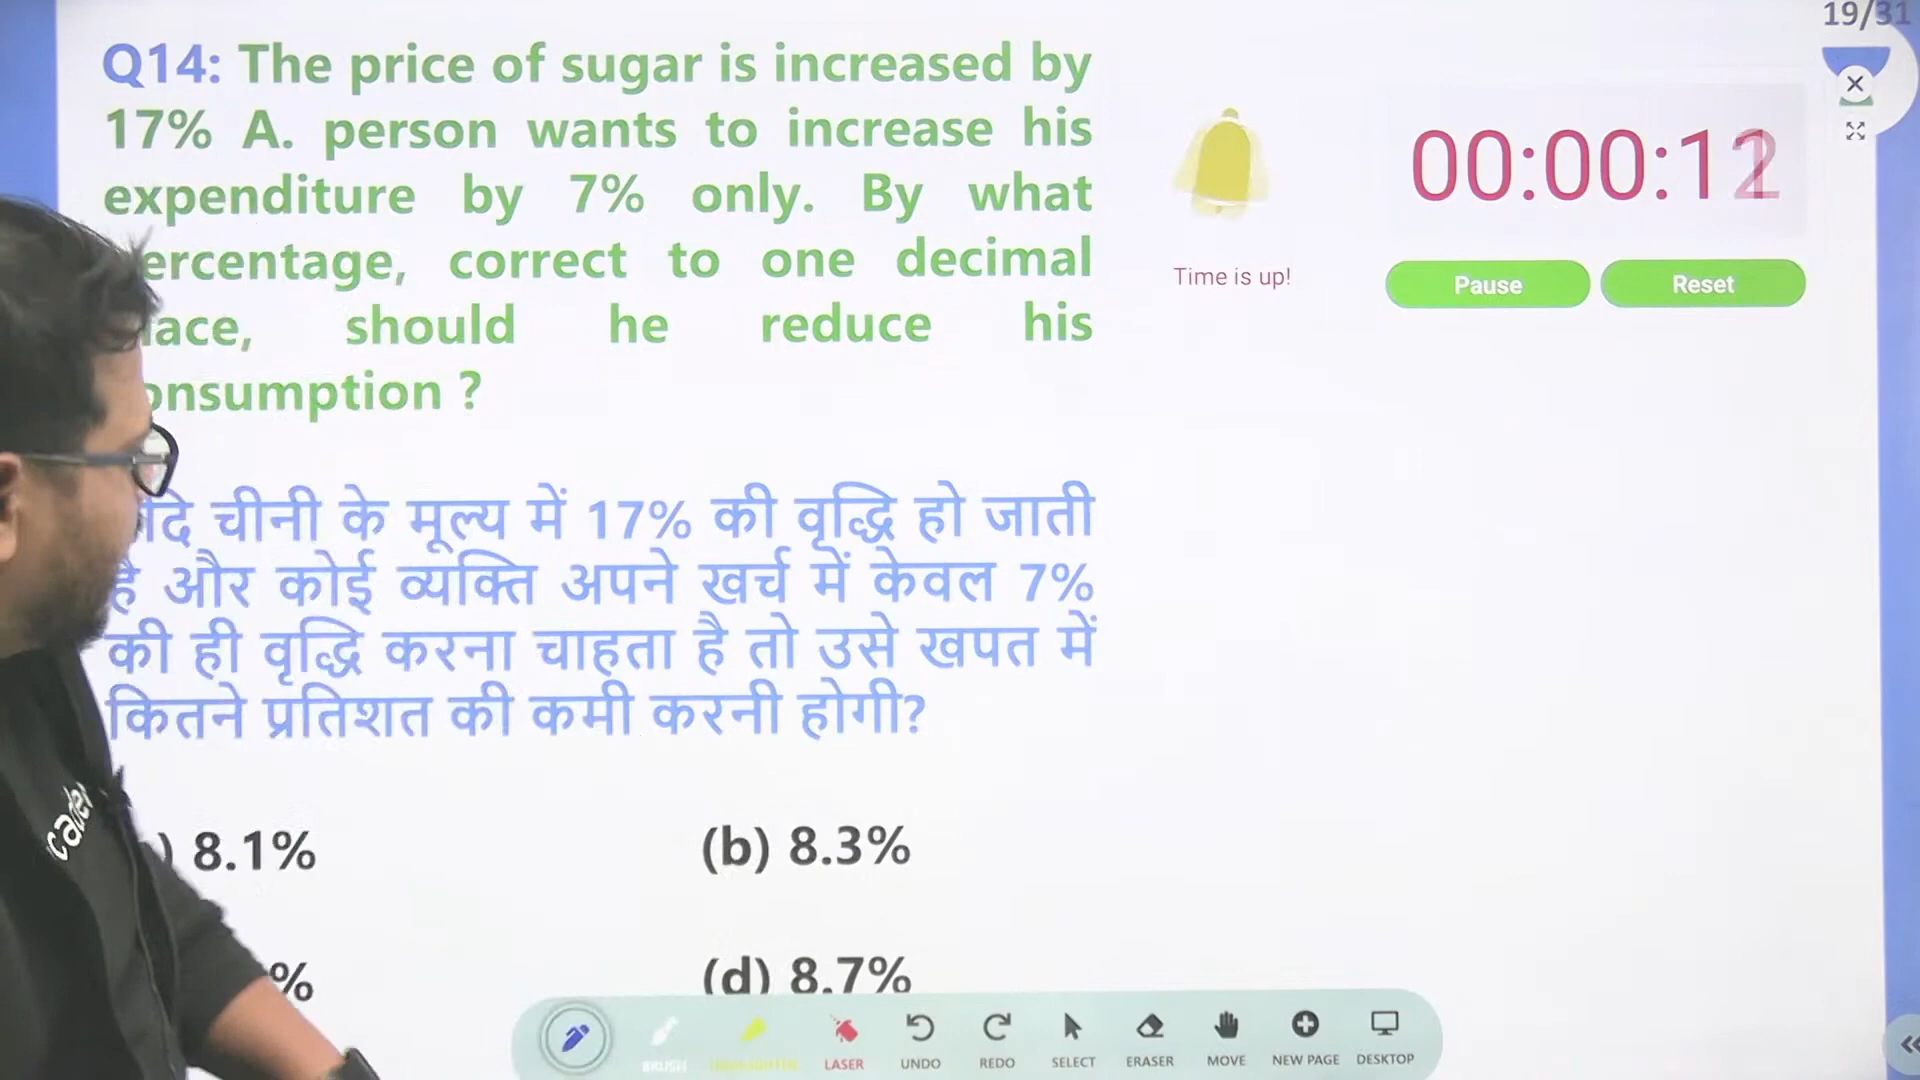 19/31
Q14: The price of sugar is increased by
17% A. person wants to increase his
expenditure by 7% only. By what
ercentage, correct to one decimal
lace, should he reduce his
onsumption ?
00:00:12
Time is up!
Pause
Reset
दि चीनी के मूल्य में 17% की वृद्धि हो जाती
है और कोई व्यक्ति अपने खर्च में केवल 7%
की ही वृद्धि करना चाहता है तो उसे खपत में
कितने प्रतिशत की कमी करनी होगी?
) 8.1%
(b) 8.3%
%
(d) 8.7%
BRUSH
HIGHLIGHTER
LASER
UNDO
REDO
SELECT
ERASER
MOVE
NEW PAGE
DESKTOP